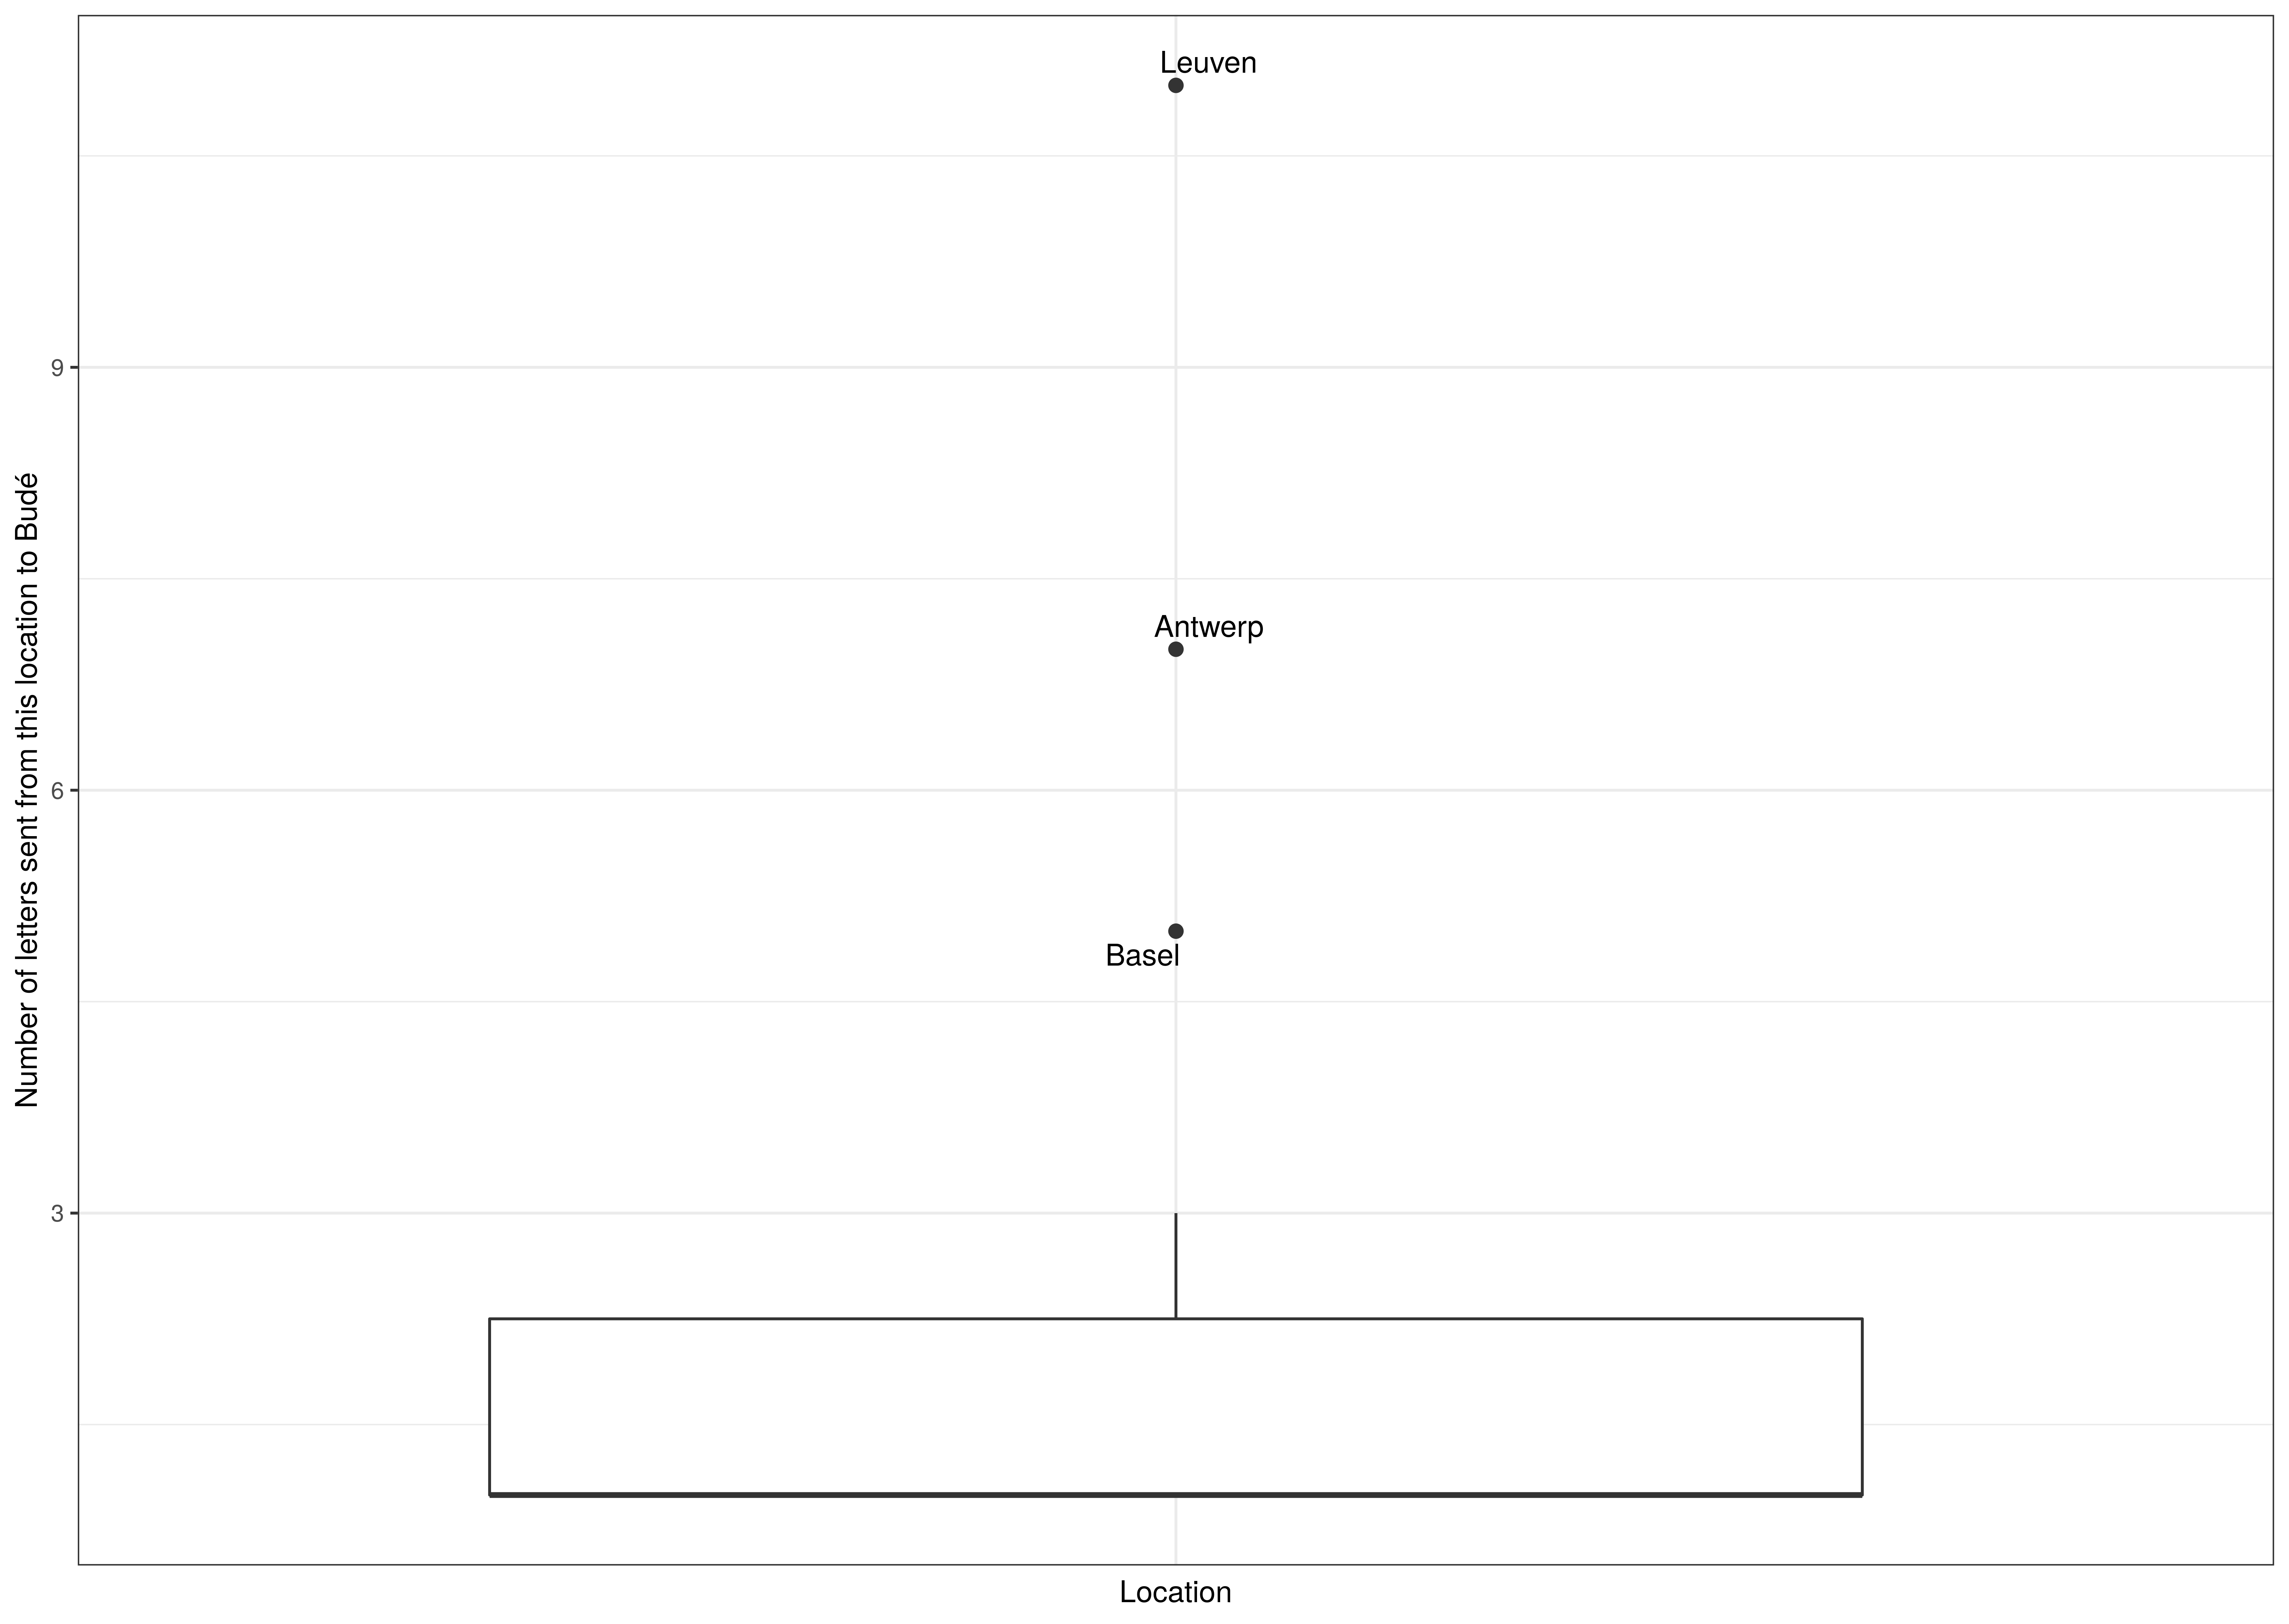 Number of letters sent from this location to Budé
9
6
3
Leuven
Antwerp
Basel
Location